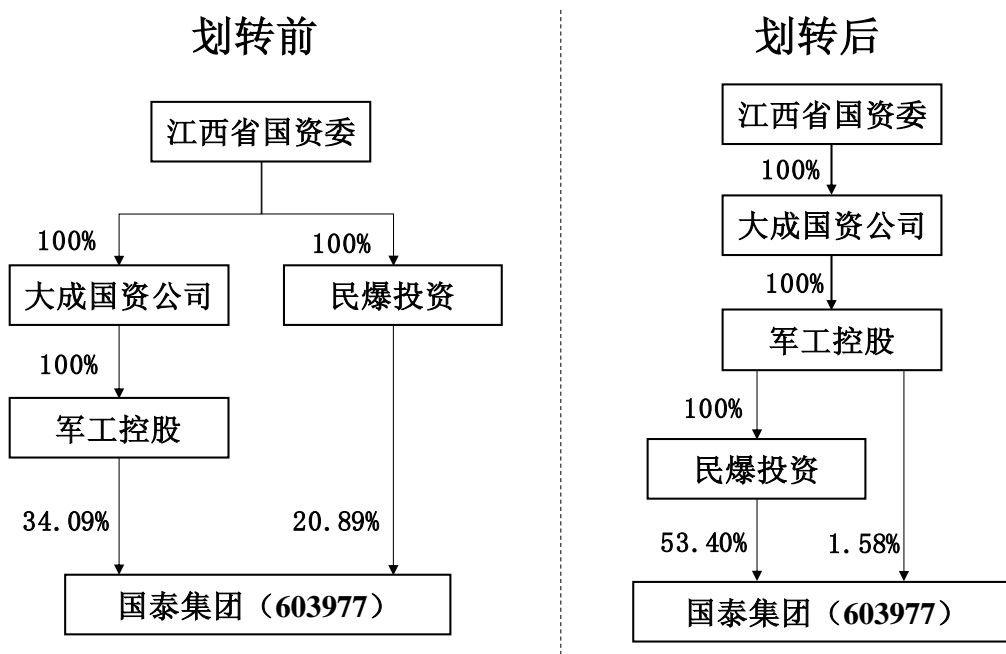 划转前
江西省国资委
100%
100%
大成国资公司
民爆投资
100%
军工控股
34.09%
20.89%
国泰集团（603977）
划转后
江西省国资委
100%
大成国资公司
100%
军工控股
100%
民爆投资
53.40%
1.58%
国泰集团（603977）